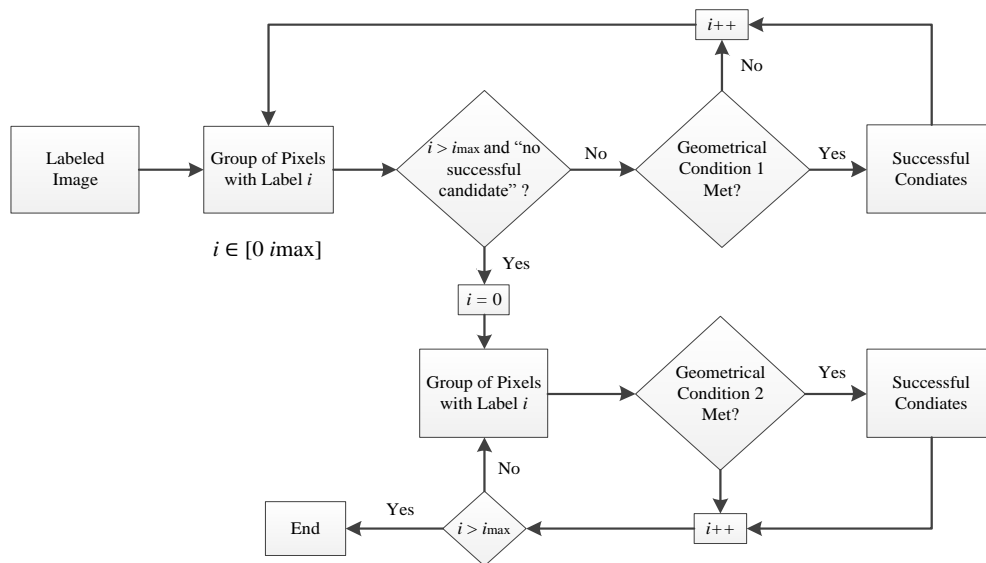 i++
No
Labeled
Image
Group of Pixels
with Label i
i > imax and “no
successful
candidate” ?
No
Geometrical
Condition 1
Met?
Yes
Successful
Condiates
i ∈ [0 imax]
Yes
i = 0
Group of Pixels
with Label i
Geometrical
Condition 2
Met?
Yes
Successful
Condiates
No
End
Yes
i > imax
i++